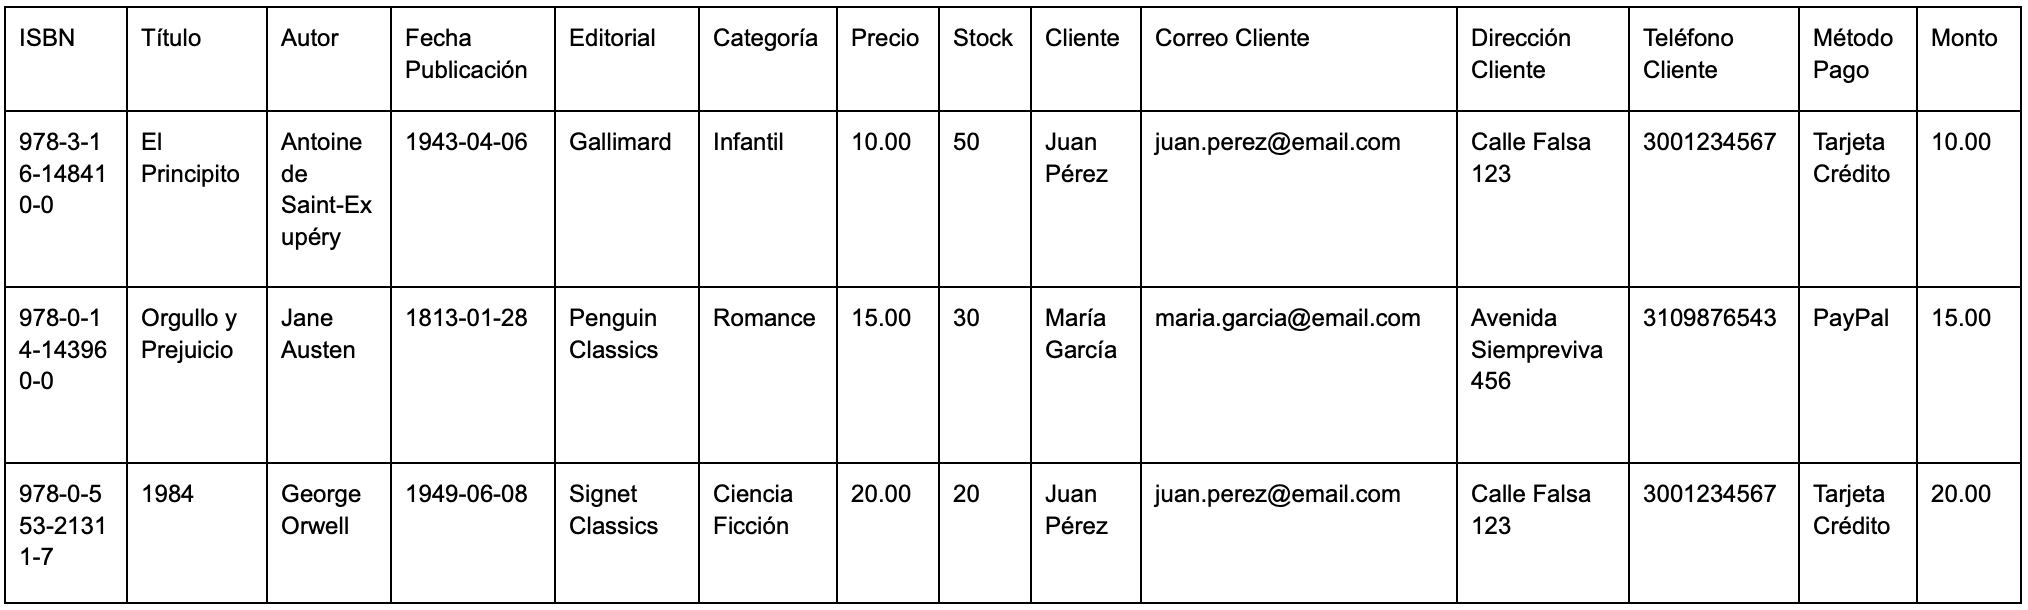 ISBN Título Autor Fecha Publicación Editorial Categoría Precio Stock Cliente Correo Cliente Dirección Cliente Teléfono Cliente Método Pago Monto
978-3-16-148410-0 El Principito Antoine de Saint-Exupéry 1943-04-06 Gallimard Infantil 10.00 50 Juan Pérez juan.perez@email.com Calle Falsa 123 3001234567 Tarjeta Crédito 10.00
978-0-14-143960-0 Orgullo y Prejuicio Jane Austen 1813-01-28 Penguin Classics Romance 15.00 30 María García maria.garcia@email.com Avenida Siempreviva 456 3109876543 PayPal 15.00
978-0-553-21311-7 1984 George Orwell 1949-06-08 Signet Classics Ciencia Ficción 20.00 20 Juan Pérez juan.perez@email.com Calle Falsa 123 3001234567 Tarjeta Crédito 20.00